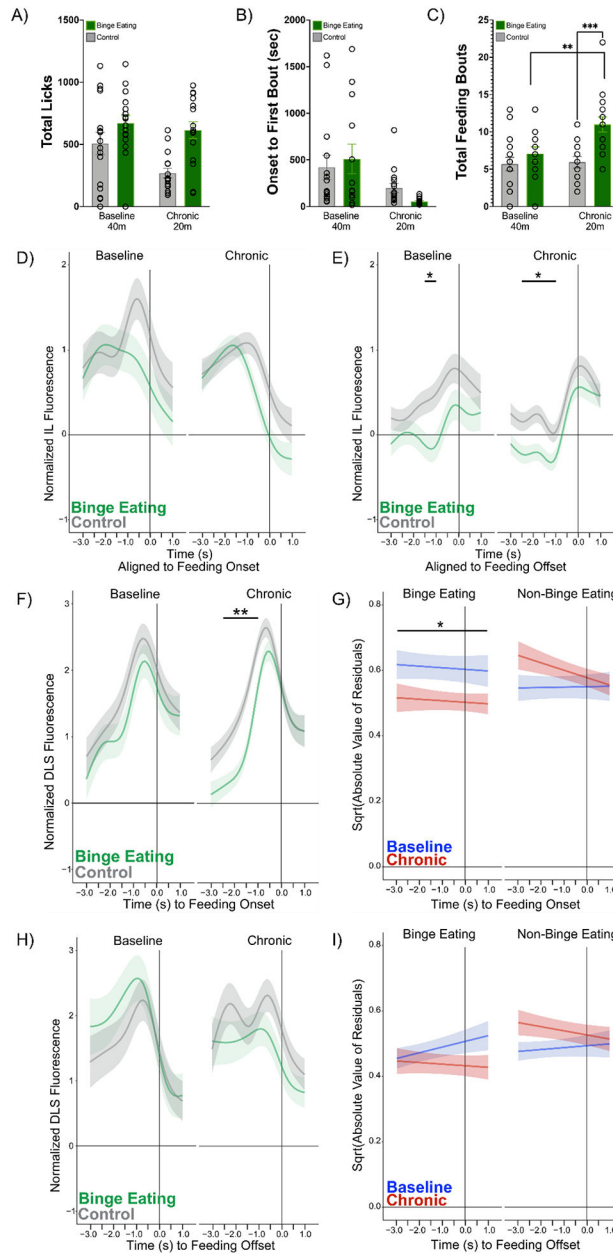 A)
Binge Eating
Control
1500
1000
500
0
Total Licks
Baseline
40m
Chronic
20m
B)
Binge Eating
Control
2000
1500
1000
500
0
Onset to First Bout (sec)
Baseline
40m
Chronic
20m
C)
Binge Eating
Control
***
**
25
20
15
10
5
0
Total Feeding Bouts
Baseline
40m
Chronic
20m
D)
Baseline
Chronic
2
1
0
−1
Normalized IL Fluorescence
Binge Eating
Control
−3.0 −2.0 −1.0 0.0 1.0 −3.0 −2.0 −1.0 0.0 1.0
Time (s)
Aligned to Feeding Onset
E)
Baseline
Chronic
*
*
2
1
0
−1
Normalized IL Fluorescence
Binge Eating
Control
−3.0 −2.0 −1.0 0.0 1.0 −3.0 −2.0 −1.0 0.0 1.0
Time (s)
Aligned to Feeding Offset
F)
Baseline
Chronic
**
3
2
1
0
−1
Normalized DLS Fluorescence
Binge Eating
Control
−3.0 −2.0 −1.0 0.0 1.0 −3.0 −2.0 −1.0 0.0 1.0
Time (s) to Feeding Onset
G)
Binge Eating
Non-Binge Eating
*
0.8
0.6
0.4
0.2
0.0
Sqrt(Absolute Value of Residuals)
Baseline
Chronic
-3.0 -2.0 -1.0 0.0 1.0 -3.0 -2.0 -1.0 0.0 1.0
Time (s) to Feeding Onset
H)
Baseline
Chronic
3
2
1
0
−1
Normalized DLS Fluorescence
Binge Eating
Control
−3.0 −2.0 −1.0 0.0 1.0 −3.0 −2.0 −1.0 0.0 1.0
Time (s) to Feeding Offset
I)
Binge Eating
Non-Binge Eating
0.8
0.6
0.4
0.2
0.0
Sqrt(Absolute Value of Residuals)
Baseline
Chronic
-3.0 -2.0 -1.0 0.0 1.0 -3.0 -2.0 -1.0 0.0 1.0
Time (s) to Feeding Offset